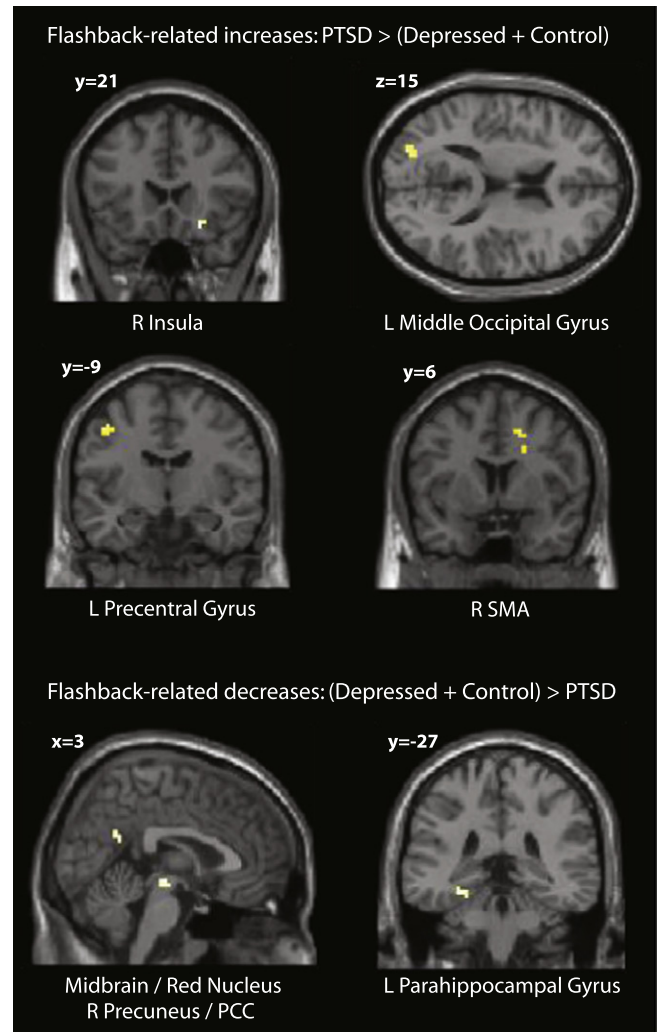 Flashback-related increases: PTSD > (Depressed + Control)
y=21
z=15
R Insula
L Middle Occipital Gyrus
y=-9
y=6
L Precentral Gyrus
R SMA
Flashback-related decreases: (Depressed + Control) > PTSD
x=3
y=-27
Midbrain / Red Nucleus
R Precuneus / PCC
L Parahippocampal Gyrus